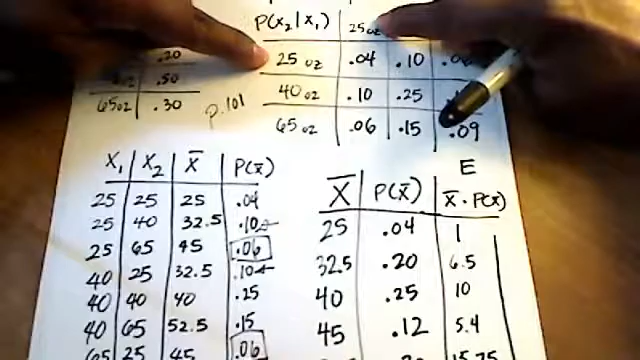 P(x₂|x₁) 25oz
.20
25 oz .04 .10 .06
.50
40 oz .10 .25
65oz .30
p.101
65 oz .06 .15 .09
X₁ X₂ X̄ P(x̄)
25 25 25 .04
25 40 32.5 .10
25 65 45 .06
40 25 32.5 .10
40 40 40 .25
40 65 52.5 .15
65 25 45 .06
E
X̄ P(x̄) X̄·P(x̄)
25 .04 1
32.5 .20 6.5
40 .25 10
45 .12 5.4
15.75